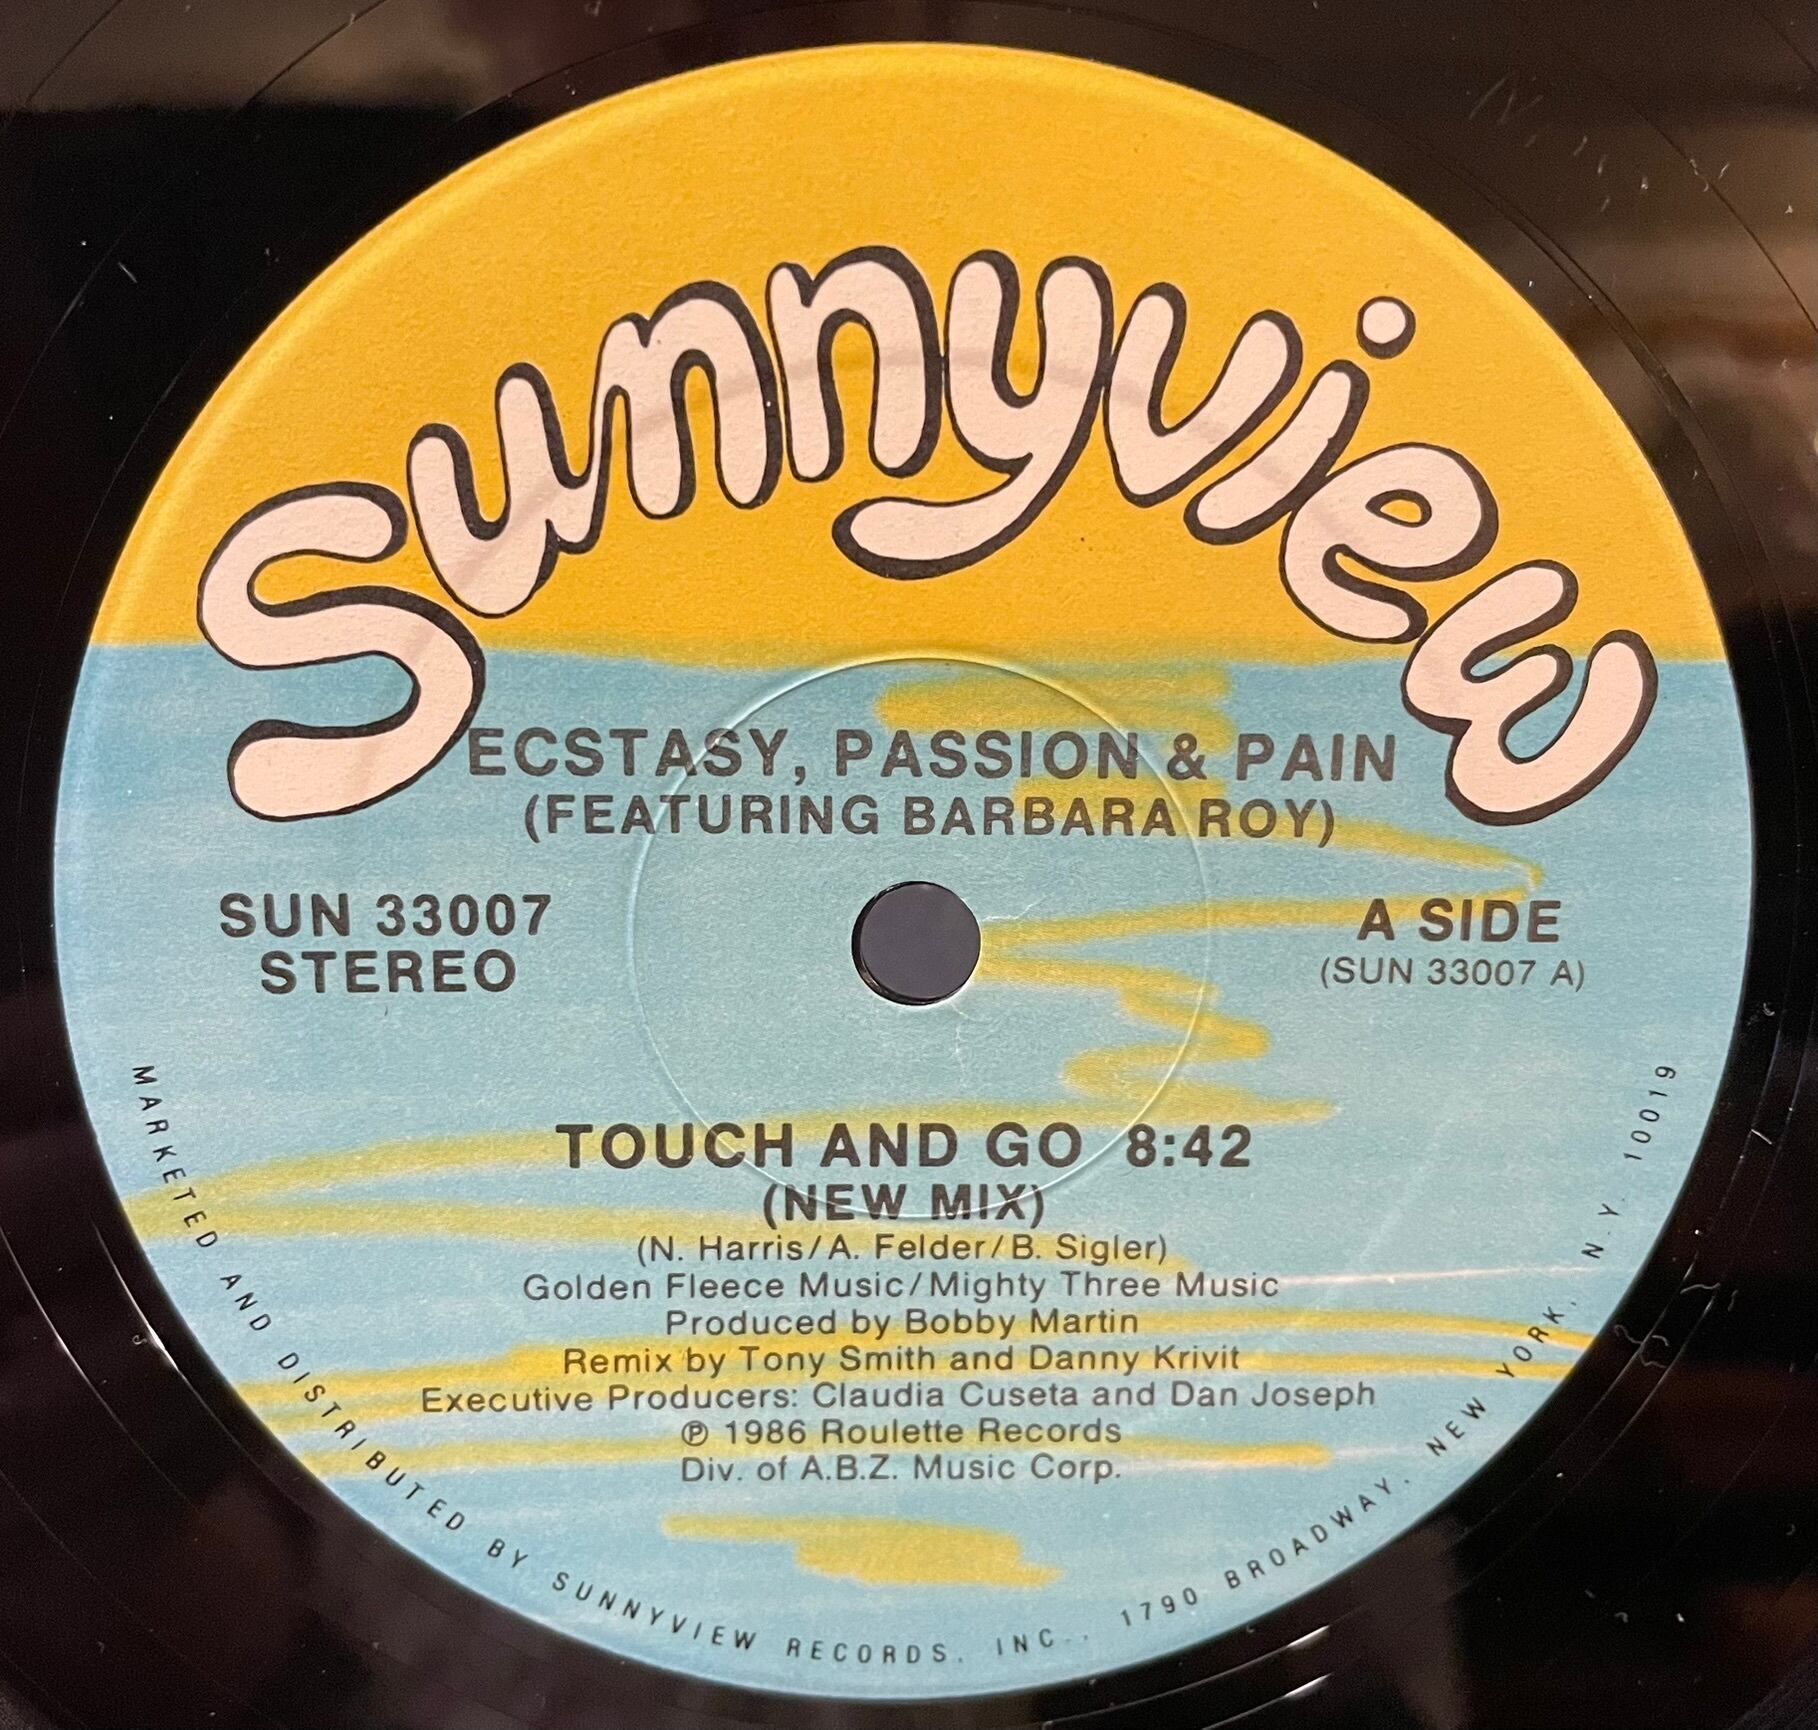 Sunnyview
ECSTASY, PASSION & PAIN
(FEATURING BARBARA ROY)
SUN 33007
STEREO
A SIDE
(SUN 33007 A)
TOUCH AND GO 8:42
(NEW MIX)
(N. Harris/A. Felder/B. Sigler)
Golden Fleece Music/Mighty Three Music
Produced by Bobby Martin
Remix by Tony Smith and Danny Krivit
Executive Producers: Claudia Cuseta and Dan Joseph
℗ 1986 Roulette Records
Div. of A.B.Z. Music Corp.
MARKETED AND DISTRIBUTED BY SUNNYVIEW RECORDS, INC., 1790 BROADWAY, NEW YORK, N.Y. 10019